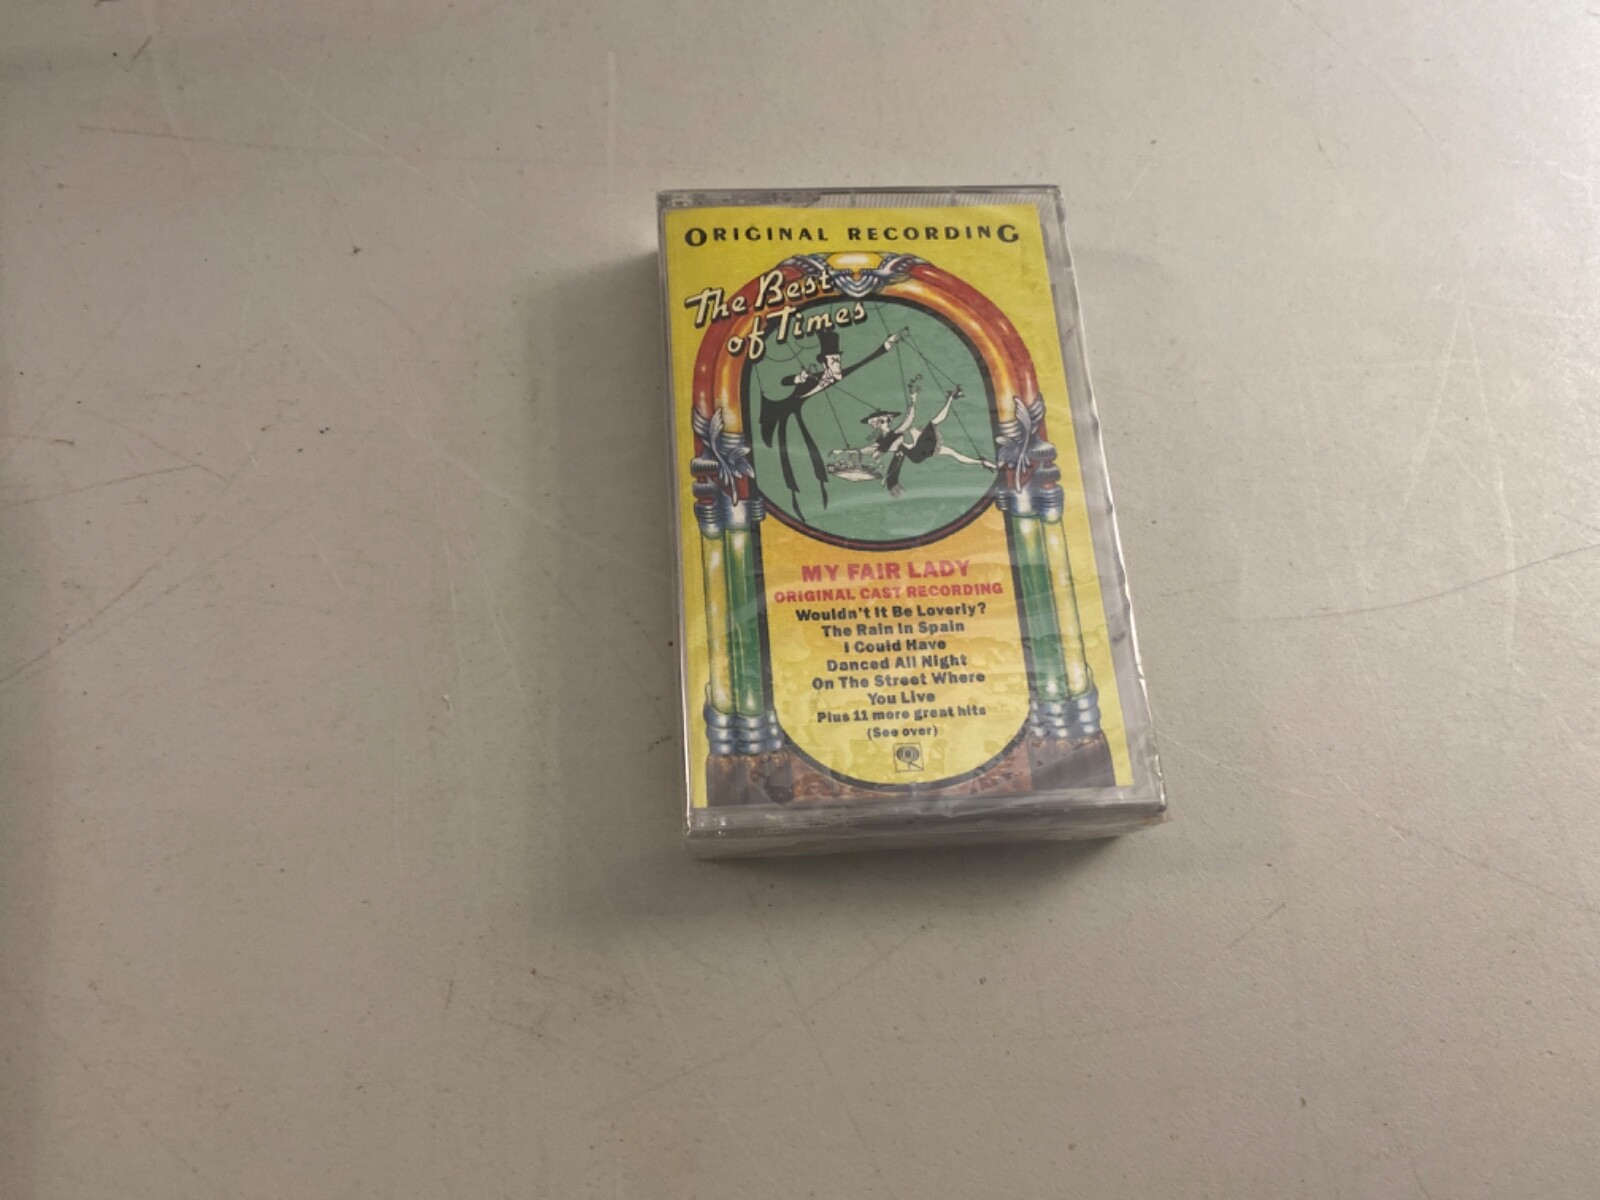 ORIGINAL RECORDING
The Best
of Times
MY FAIR LADY
ORIGINAL CAST RECORDING
Wouldn't It Be Loverly?
The Rain In Spain
I Could Have
Danced All Night
On The Street Where
You Live
Plus 11 more great hits
(See over)